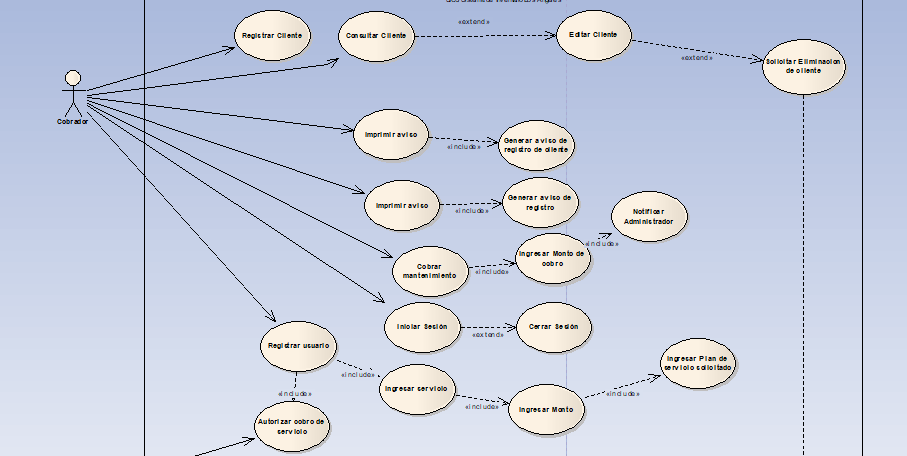 «extend»
Registrar Cliente
Consultar Cliente
Editar Cliente
«extend»
Solicitar Eliminacion
de cliente
Cobrador
Imprimir aviso
«include»
Generar aviso de
registro de cliente
Imprimir aviso
«include»
Generar aviso de
registro
Notificar
Administrador
Cobrar
mantenimiento
«include»
Ingresar Monto de
cobro
«include»
Iniciar Sesión
«extend»
Cerrar Sesión
Registrar usuario
«include»
Ingresar servicio
«include»
Ingresar Monto
«include»
Ingresar Plan de
servicio solicitado
«include»
Autorizar cobro de
servicio